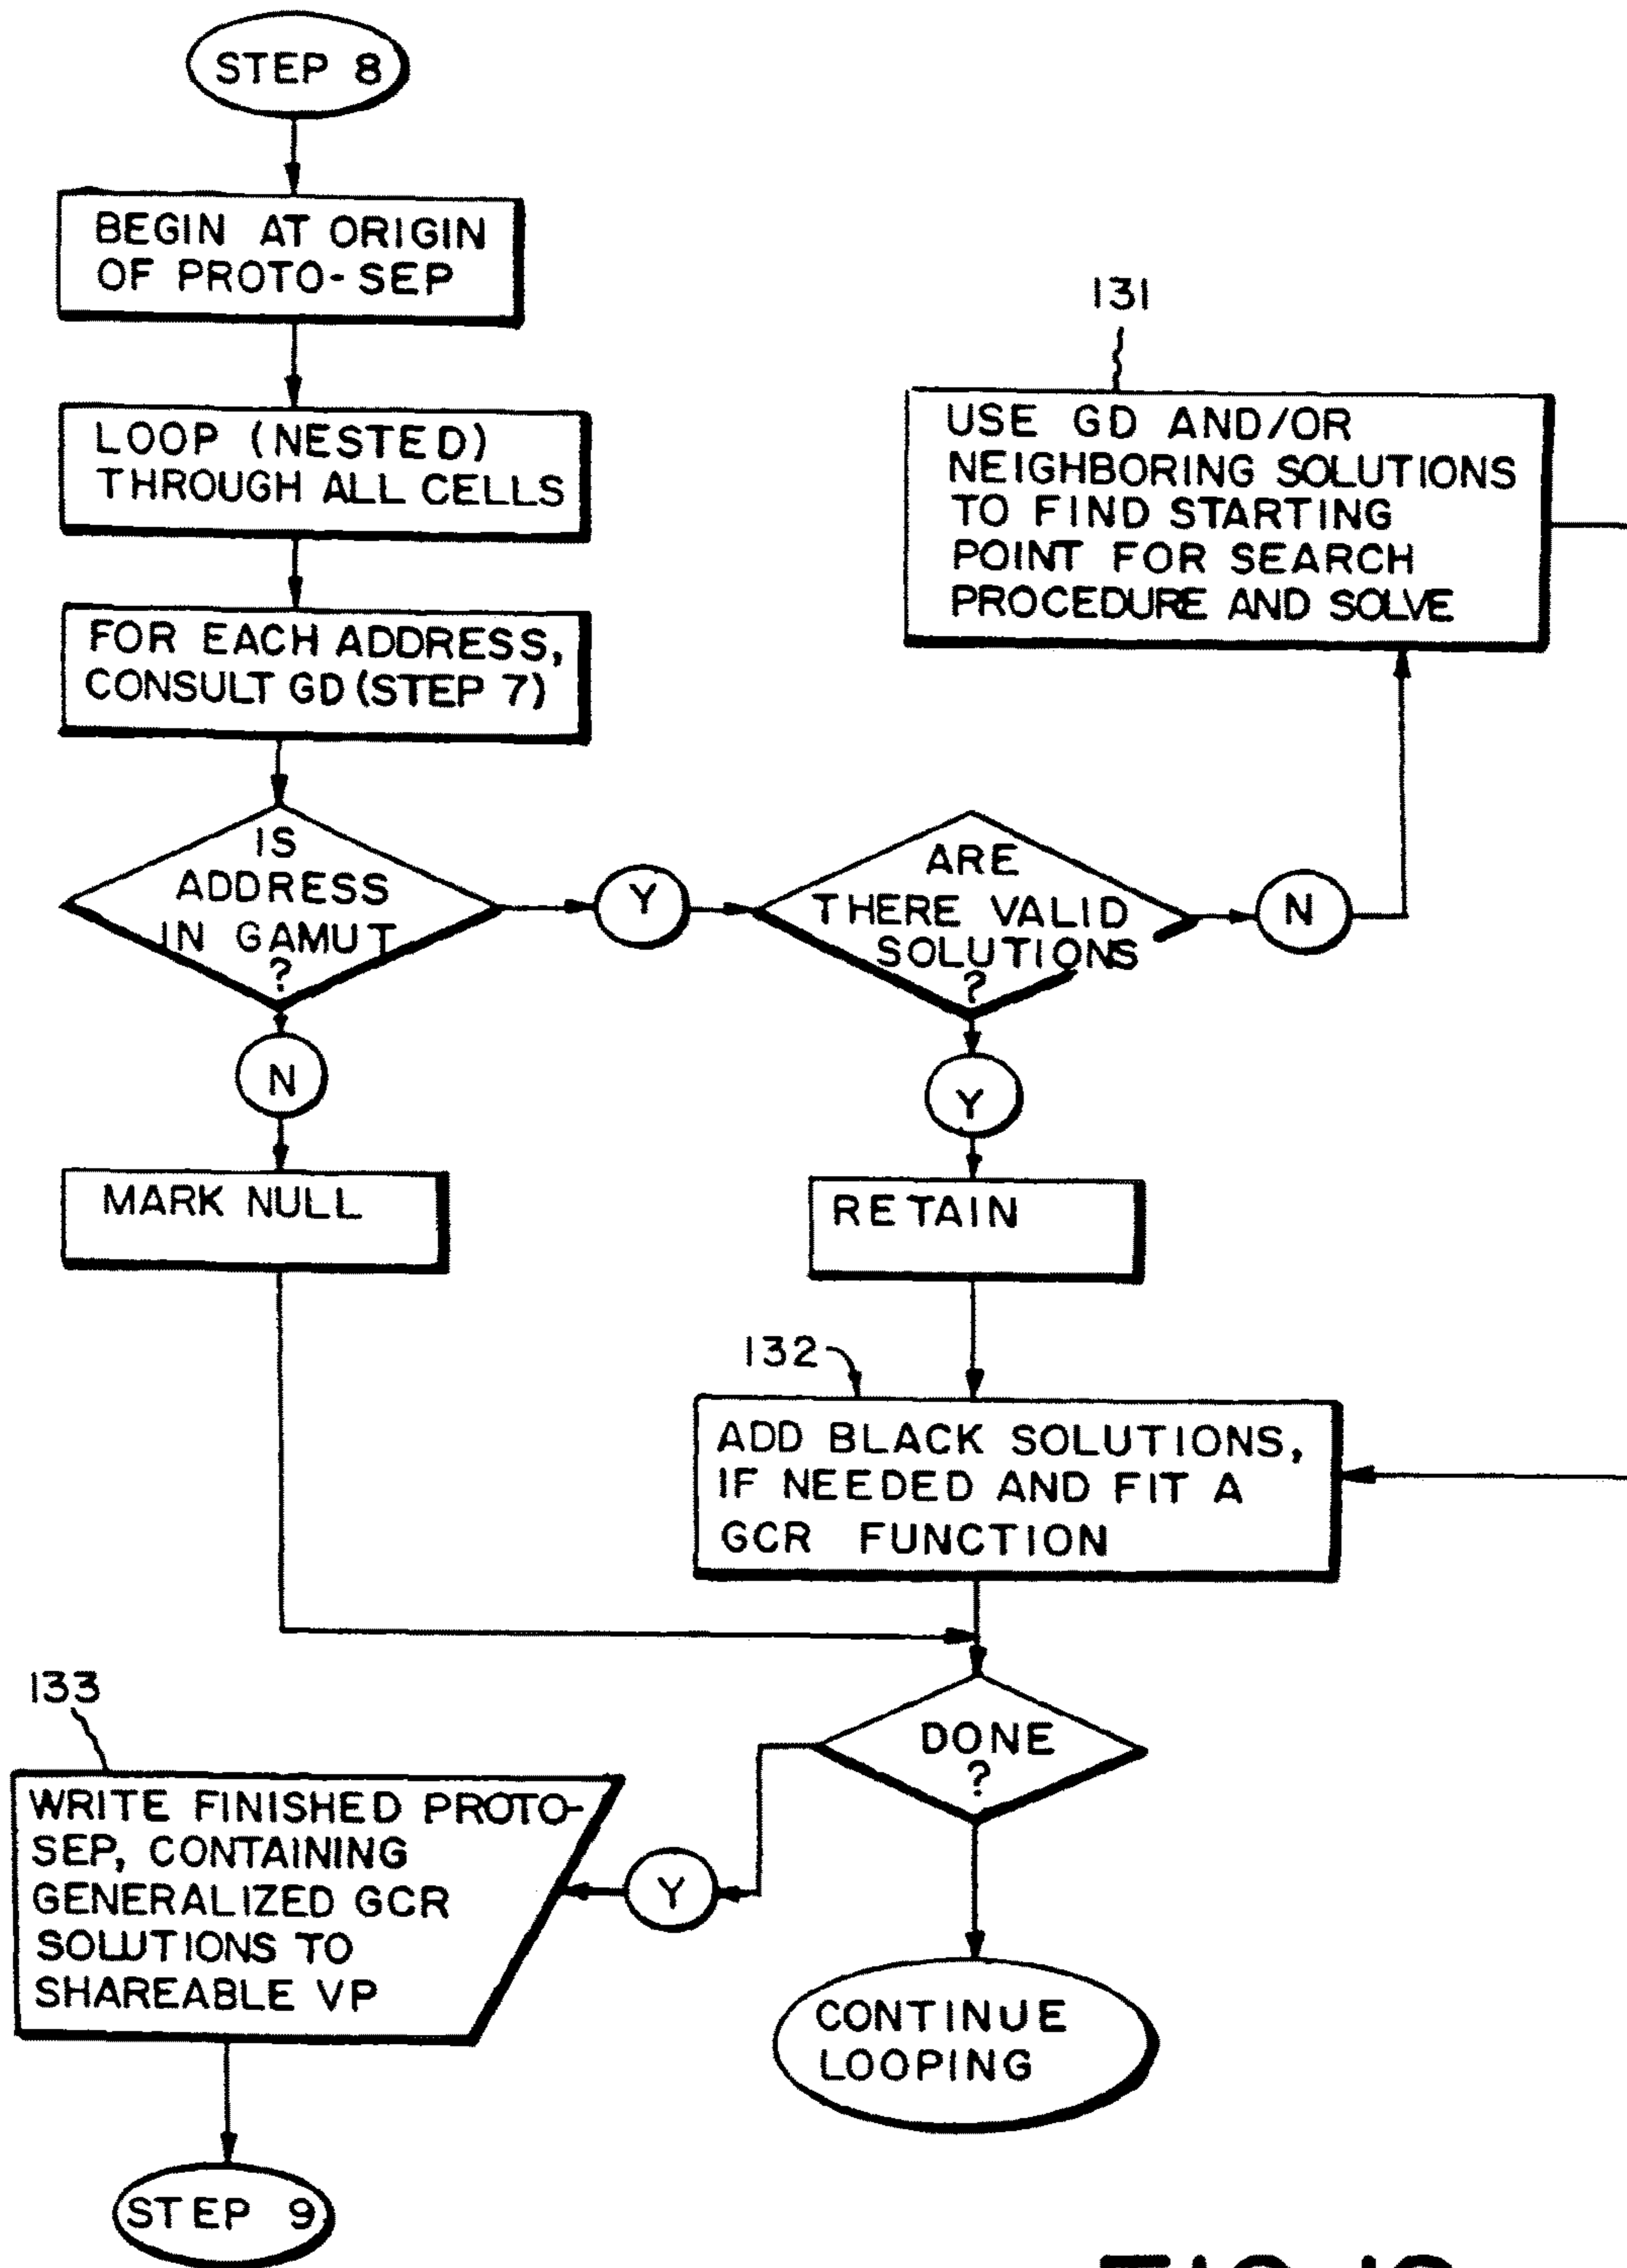 STEP 8
BEGIN AT ORIGIN
OF PROTO-SEP
LOOP (NESTED)
THROUGH ALL CELLS
FOR EACH ADDRESS,
CONSULT GD (STEP 7)
IS
ADDRESS
IN GAMUT
?
Y
ARE
THERE VALID
SOLUTIONS
?
N
131
USE GD AND/OR
NEIGHBORING SOLUTIONS
TO FIND STARTING
POINT FOR SEARCH
PROCEDURE AND SOLVE
N
MARK NULL
Y
RETAIN
132
ADD BLACK SOLUTIONS,
IF NEEDED AND FIT A
GCR FUNCTION
DONE
?
Y
133
WRITE FINISHED PROTO-
SEP, CONTAINING
GENERALIZED GCR
SOLUTIONS TO
SHAREABLE VP
CONTINUE
LOOPING
STEP 9